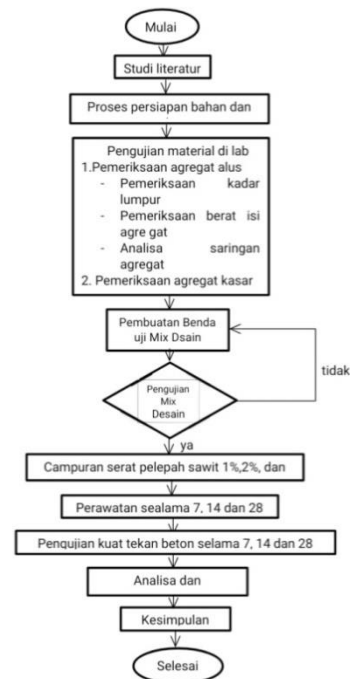 Mulai
Studi literatur
Proses persiapan bahan dan
Pengujian material di lab
1.Pemeriksaan agregat alus
- Pemeriksaan kadar
lumpur
- Pemeriksaan berat isi
agre gat
- Analisa saringan
agregat
2. Pemeriksaan agregat kasar
Pembuatan Benda
uji Mix Dsain
tidak
Pengujian
Mix
Desain
ya
Campuran serat pelepah sawit 1%,2%, dan
Perawatan sealama 7, 14 dan 28
Pengujian kuat tekan beton selama 7, 14 dan 28
Analisa dan
Kesimpulan
Selesai